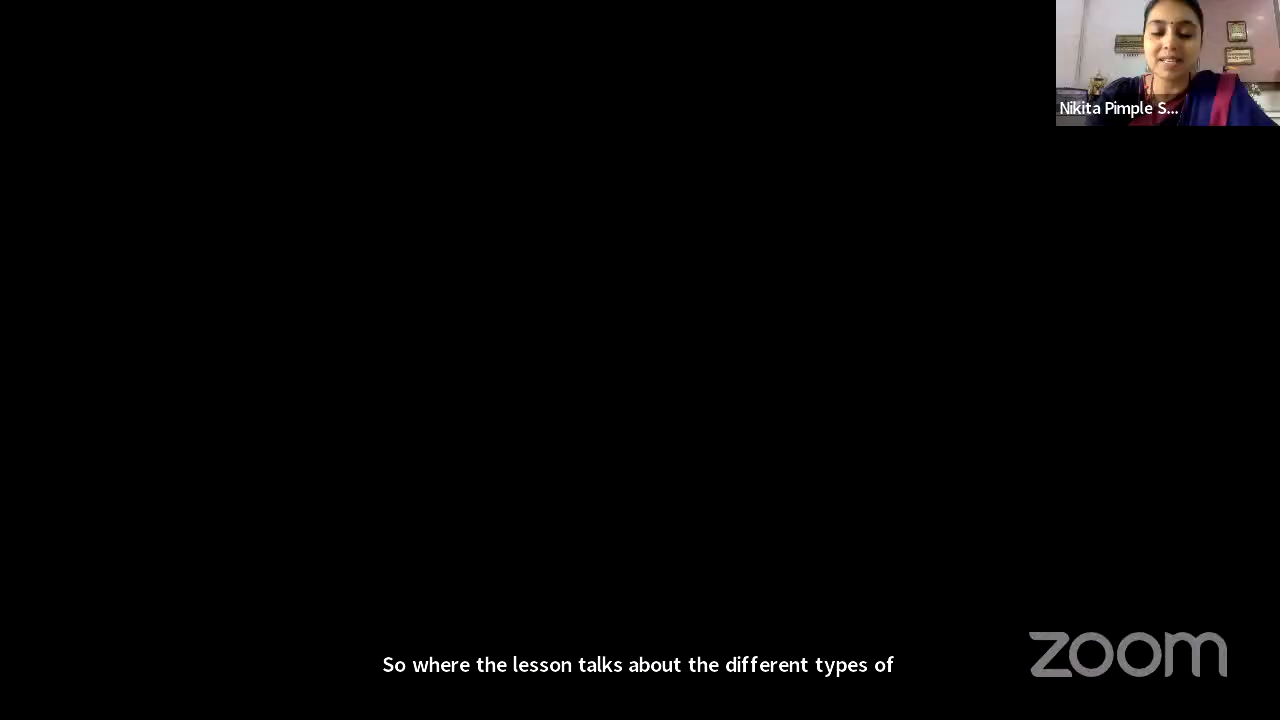 Nikita Pimple S...
So where the lesson talks about the different types of
zoom